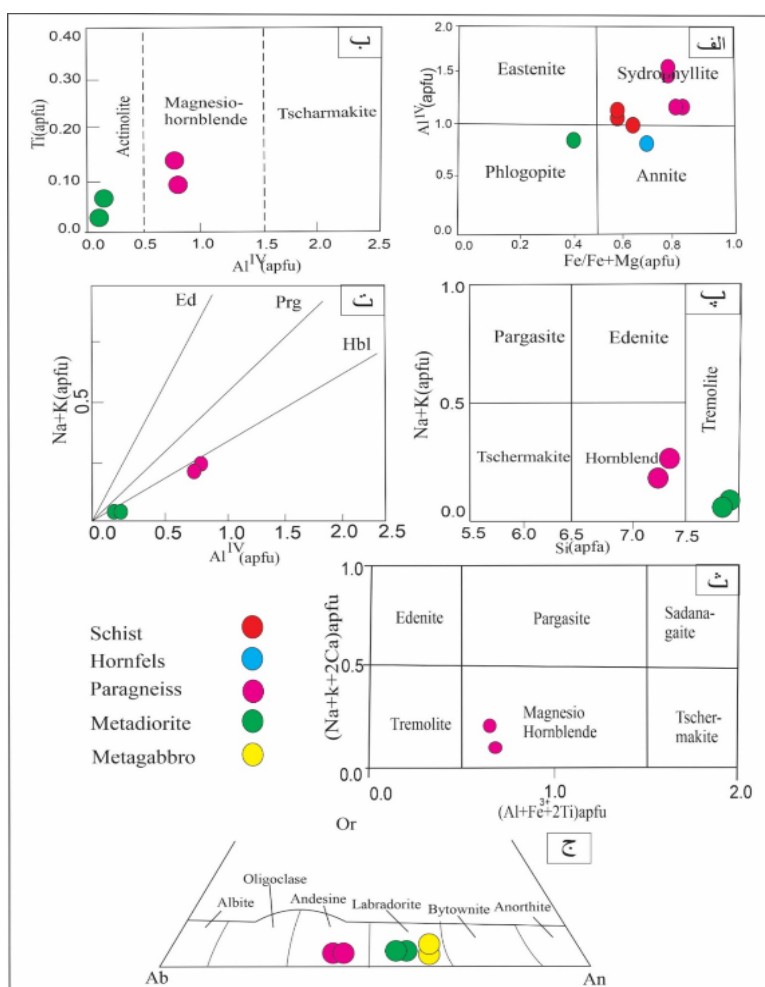 ب
Ti(apfu)
0.40
0.30
0.20
0.10
0.0
Actinolite
Magnesio-
hornblende
Tscharmakite
0.0 0.5 1.0 1.5 2.0 2.5
Al^IV(apfu)
الف
Al^IV(apfu)
2.0
1.5
1.0
0.5
0.0
Eastenite
Sydrophyllite
Phlogopite
Annite
0.0 0.2 0.4 0.6 0.8 1.0
Fe/Fe+Mg(apfu)
ت
Na+K(apfu)
0.5
Ed
Prg
Hbl
0.0 0.5 1.0 1.5 2.0 2.5
Al^IV(apfu)
Na+K(apfu)
1.0
0.5
0.0
Pargasite
Edenite
Tremolite
Tschermakite
Hornblend
5.5 6.0 6.5 7.0 7.5
Si(apfa)
(Na+k+2Ca)apfu
1.0
0.5
0.0
Edenite
Pargasite
Sadana-
gaite
Tremolite
Magnesio
Hornblende
Tscher-
makite
0.0 1.0 2.0
(Al+Fe³⁺+2Ti)apfu
Schist
Hornfels
Paragneiss
Metadiorite
Metagabbro
ج
Or
Albite
Oligoclase
Andesine
Labradorite
Bytownite
Anorthite
Ab
An